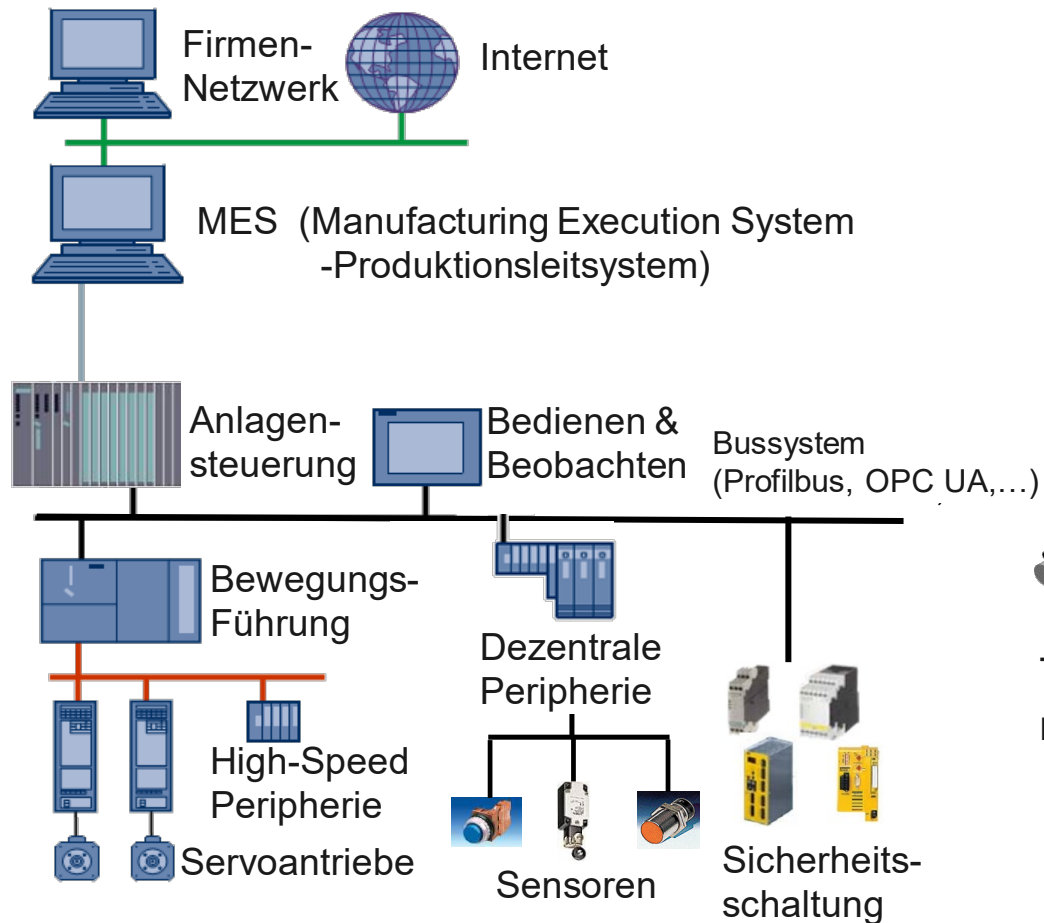 Firmen-
Netzwerk
Internet
MES (Manufacturing Execution System
-Produktionsleitsystem)
Anlagen-
steuerung
Bedienen &
Beobachten
Bussystem
(Profilbus, OPC UA,…)
Bewegungs-
Führung
Dezentrale
Peripherie
High-Speed
Peripherie
Servoantriebe
Sensoren
Sicherheits-
schaltung